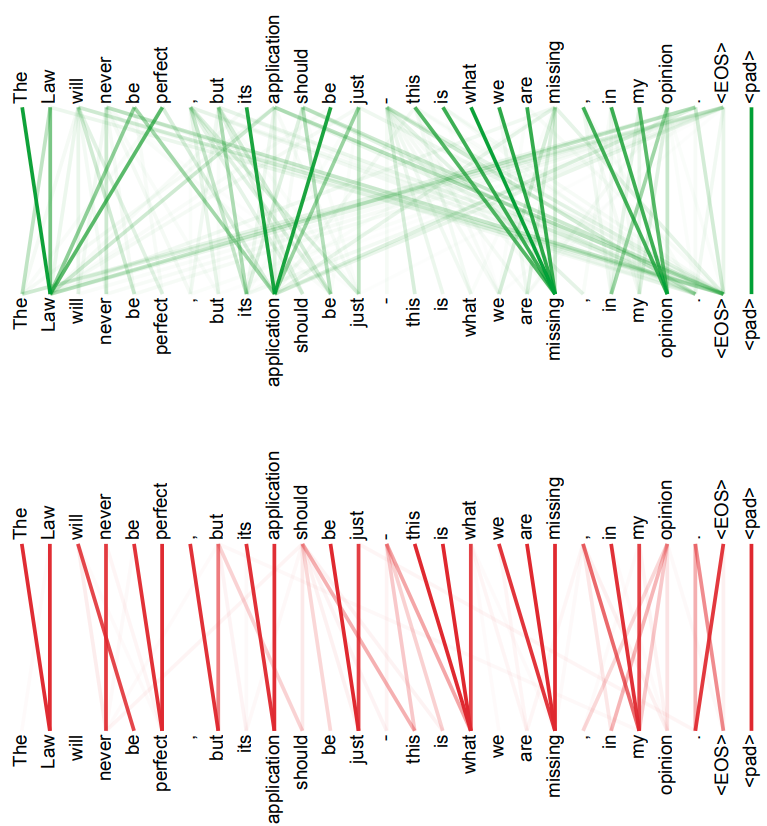 The Law will never be perfect , but its application should be just - this is what we are missing , in my opinion . <EOS> <pad>
The Law will never be perfect , but its application should be just - this is what we are missing , in my opinion . <EOS> <pad>
The Law will never be perfect , but its application should be just - this is what we are missing , in my opinion . <EOS> <pad>
The Law will never be perfect , but its application should be just - this is what we are missing , in my opinion . <EOS> <pad>